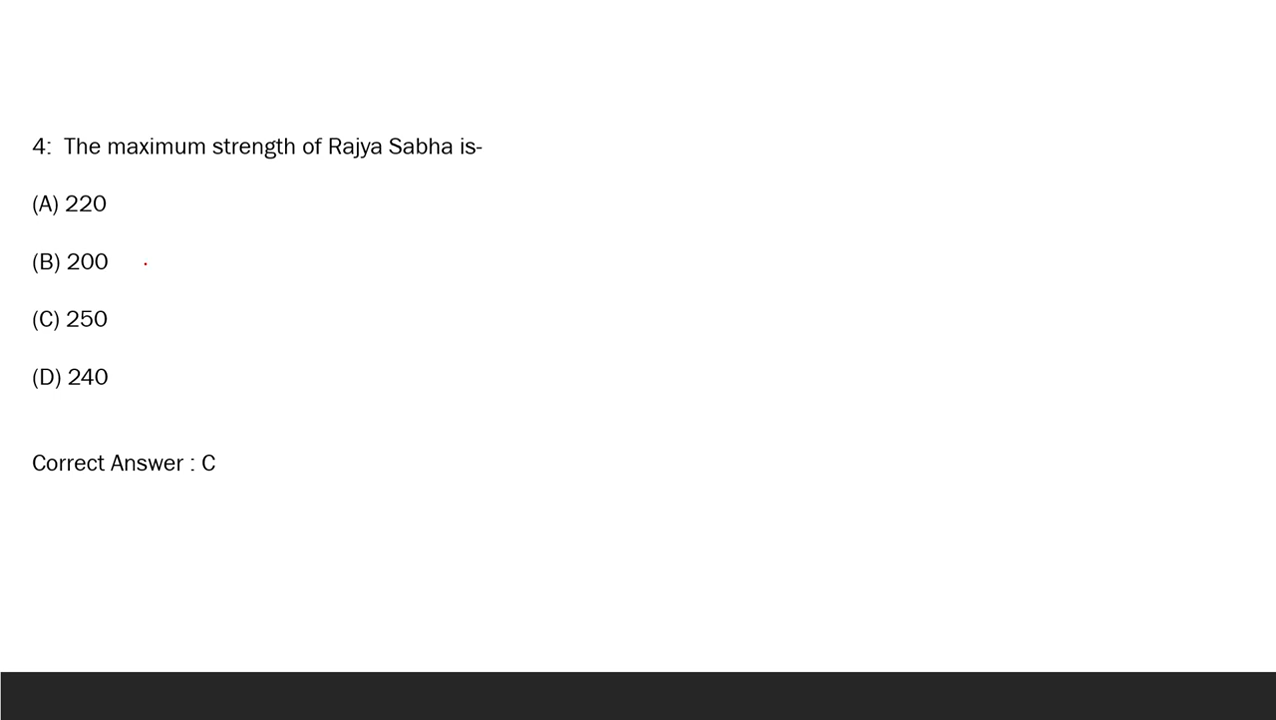 4: The maximum strength of Rajya Sabha is-
(A) 220
(B) 200
(C) 250
(D) 240
Correct Answer : C